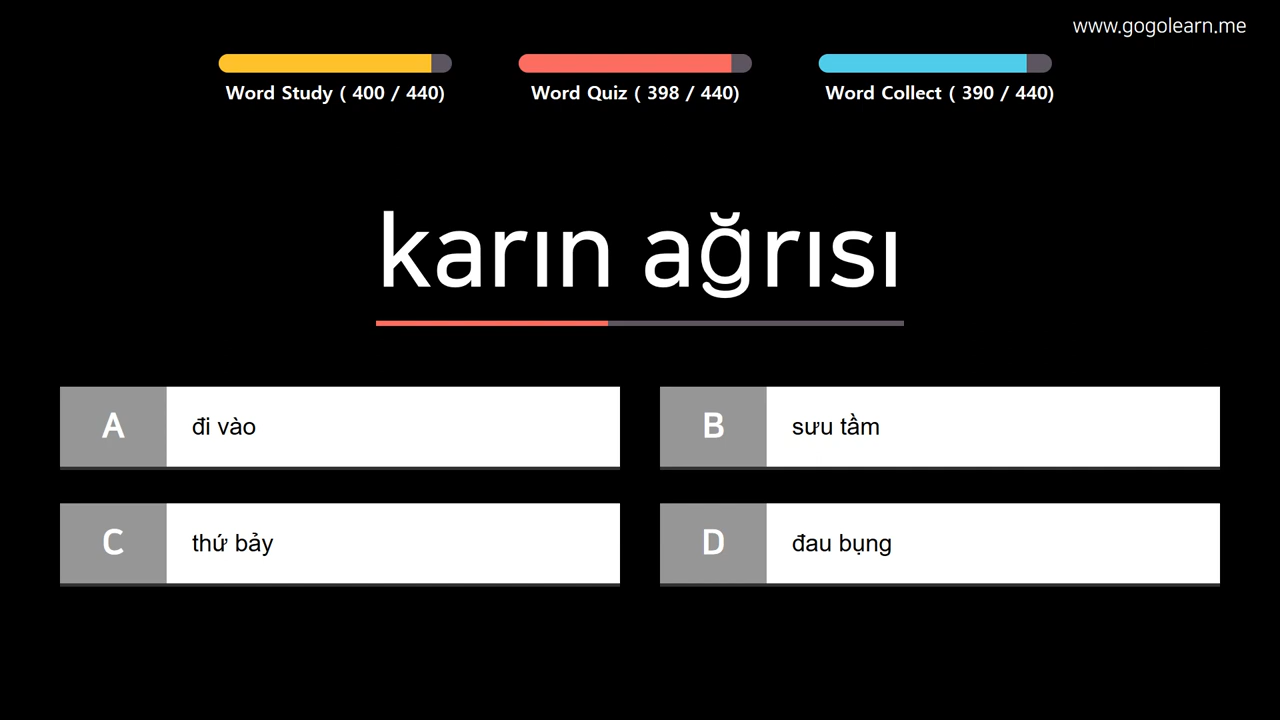 www.gogolearn.me
Word Study ( 400 / 440)
Word Quiz ( 398 / 440)
Word Collect ( 390 / 440)
karın ağrısı
A
đi vào
B
sưu tầm
C
thứ bảy
D
đau bụng